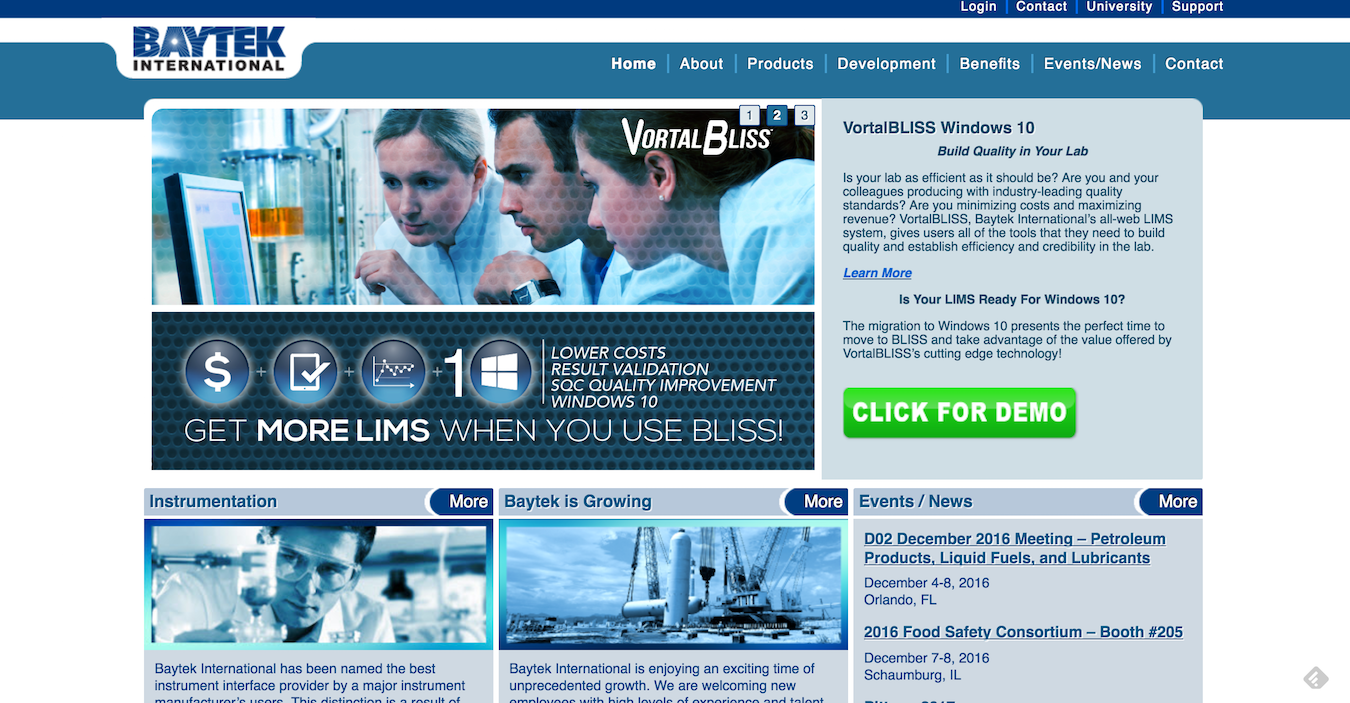 Login
Contact
University
Support
BAYTEK
INTERNATIONAL
Home
About
Products
Development
Benefits
Events/News
Contact
1
2
3
VORTALBLISS
VortalBLISS Windows 10
Build Quality in Your Lab
Is your lab as efficient as it should be? Are you and your
colleagues producing with industry-leading quality
standards? Are you minimizing costs and maximizing
revenue? VortalBLISS, Baytek International's all-web LIMS
system, gives users all of the tools that they need to build
quality and establish efficiency and credibility in the lab.
Learn More
Is Your LIMS Ready For Windows 10?
The migration to Windows 10 presents the perfect time to
move to BLISS and take advantage of the value offered by
VortalBLISS's cutting edge technology!
CLICK FOR DEMO
$ + + + 1
LOWER COSTS
RESULT VALIDATION
SQC QUALITY IMPROVEMENT
WINDOWS 10
GET MORE LIMS WHEN YOU USE BLISS!
Instrumentation
More
Baytek International has been named the best
instrument interface provider by a major instrument
manufacturer's users. This distinction is a result of
Baytek is Growing
More
Baytek International is enjoying an exciting time of
unprecedented growth. We are welcoming new
employees with high levels of experience and talent
Events / News
More
D02 December 2016 Meeting – Petroleum
Products, Liquid Fuels, and Lubricants
December 4-8, 2016
Orlando, FL
2016 Food Safety Consortium – Booth #205
December 7-8, 2016
Schaumburg, IL